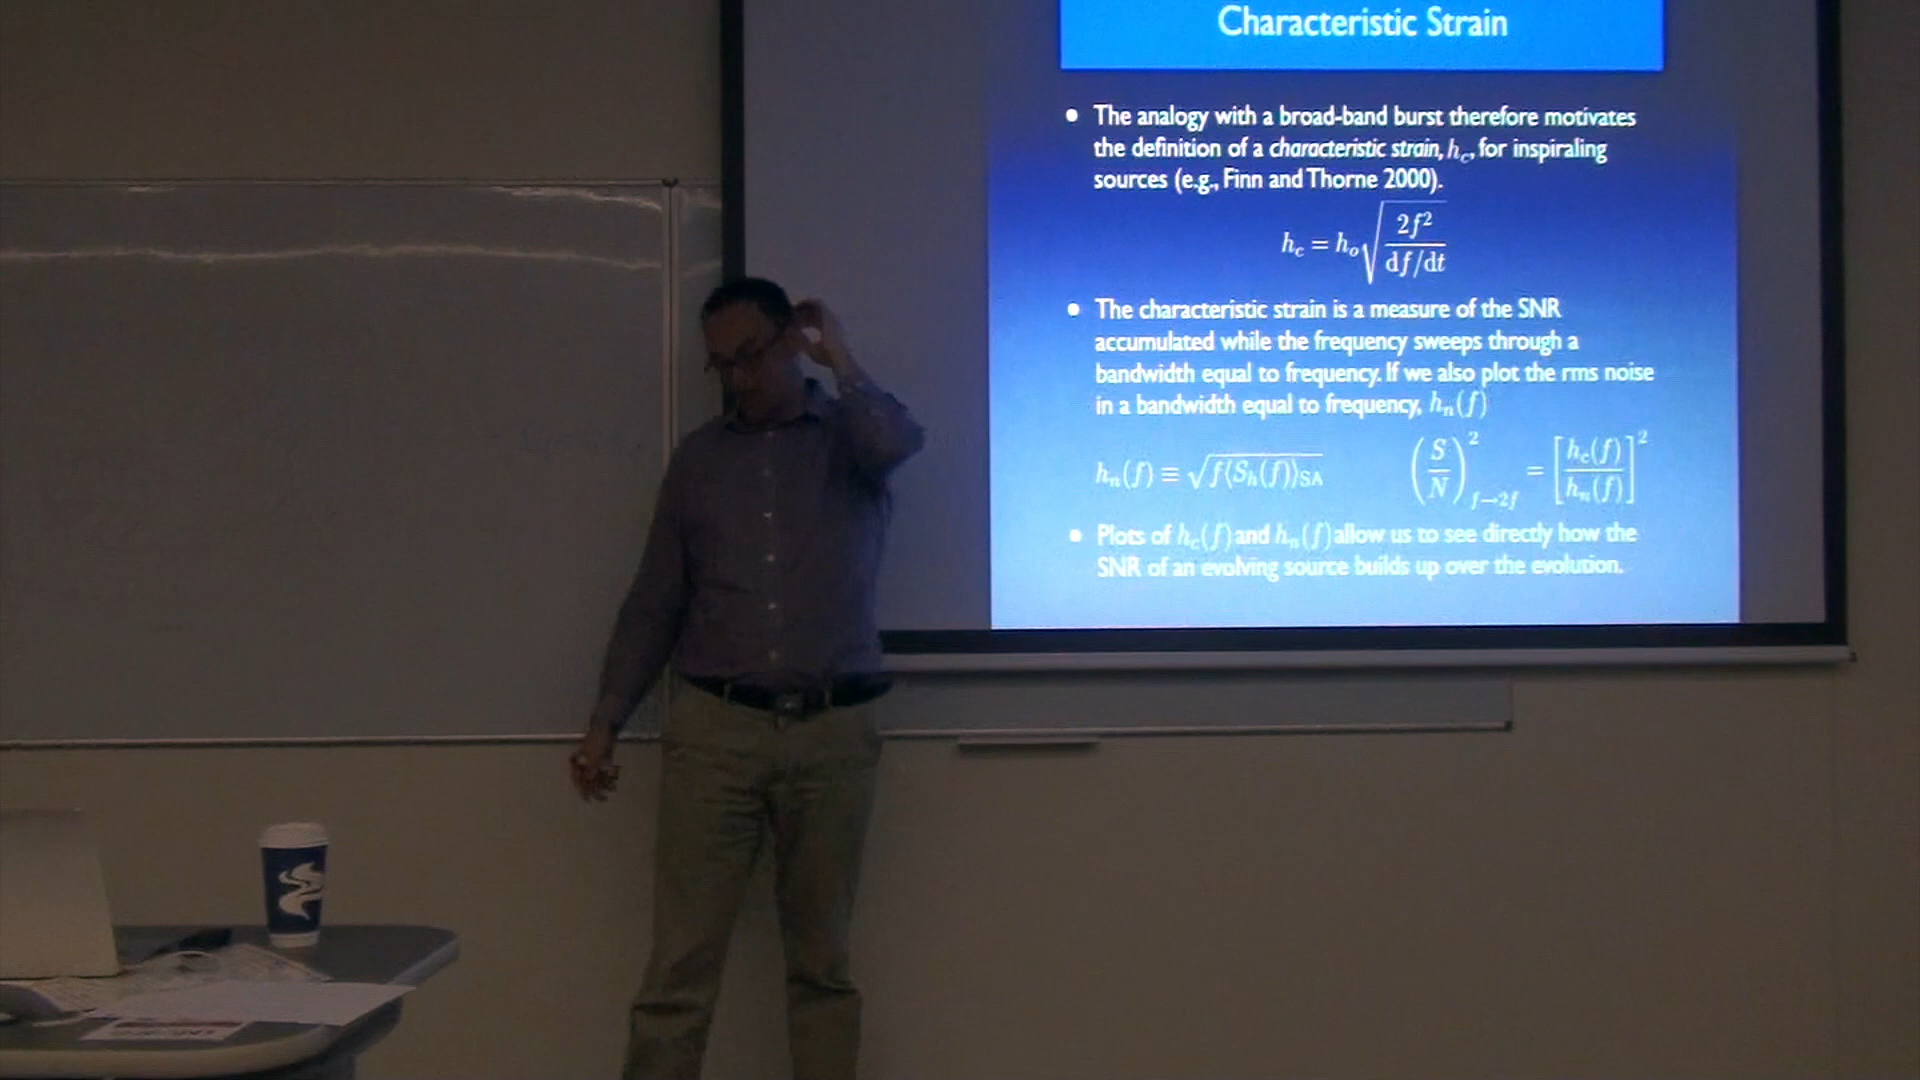 Characteristic Strain
• The analogy with a broad-band burst therefore motivates
the definition of a characteristic strain, h_c, for inspiraling
sources (e.g., Finn and Thorne 2000).
h_c = h_o √(2f² / (df/dt))
• The characteristic strain is a measure of the SNR
accumulated while the frequency sweeps through a
bandwidth equal to frequency. If we also plot the rms noise
in a bandwidth equal to frequency, h_n(f)
h_n(f) ≡ √(f⟨S_h(f)⟩_SA) (S/N)²_{f→2f} = [h_c(f)/h_n(f)]²
• Plots of h_c(f) and h_n(f) allow us to see directly how the
SNR of an evolving source builds up over the evolution.